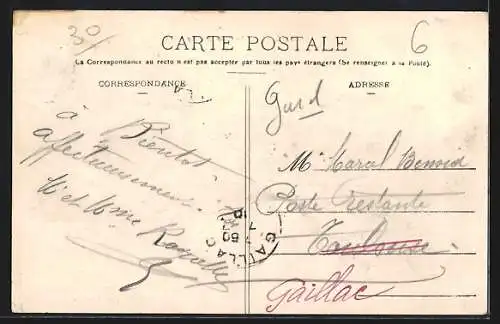 30/
6
CARTE POSTALE
La Correspondance au recto n'est pas acceptée par tous les pays étrangers (Se renseigner à la Poste).
CORRESPONDANCE
ADRESSE
à Bientôt
affectueusement
M et Mme
Gard
Mr Marcel Benoid
Poste restante
Toulouse
Gaillac
GAILLAC